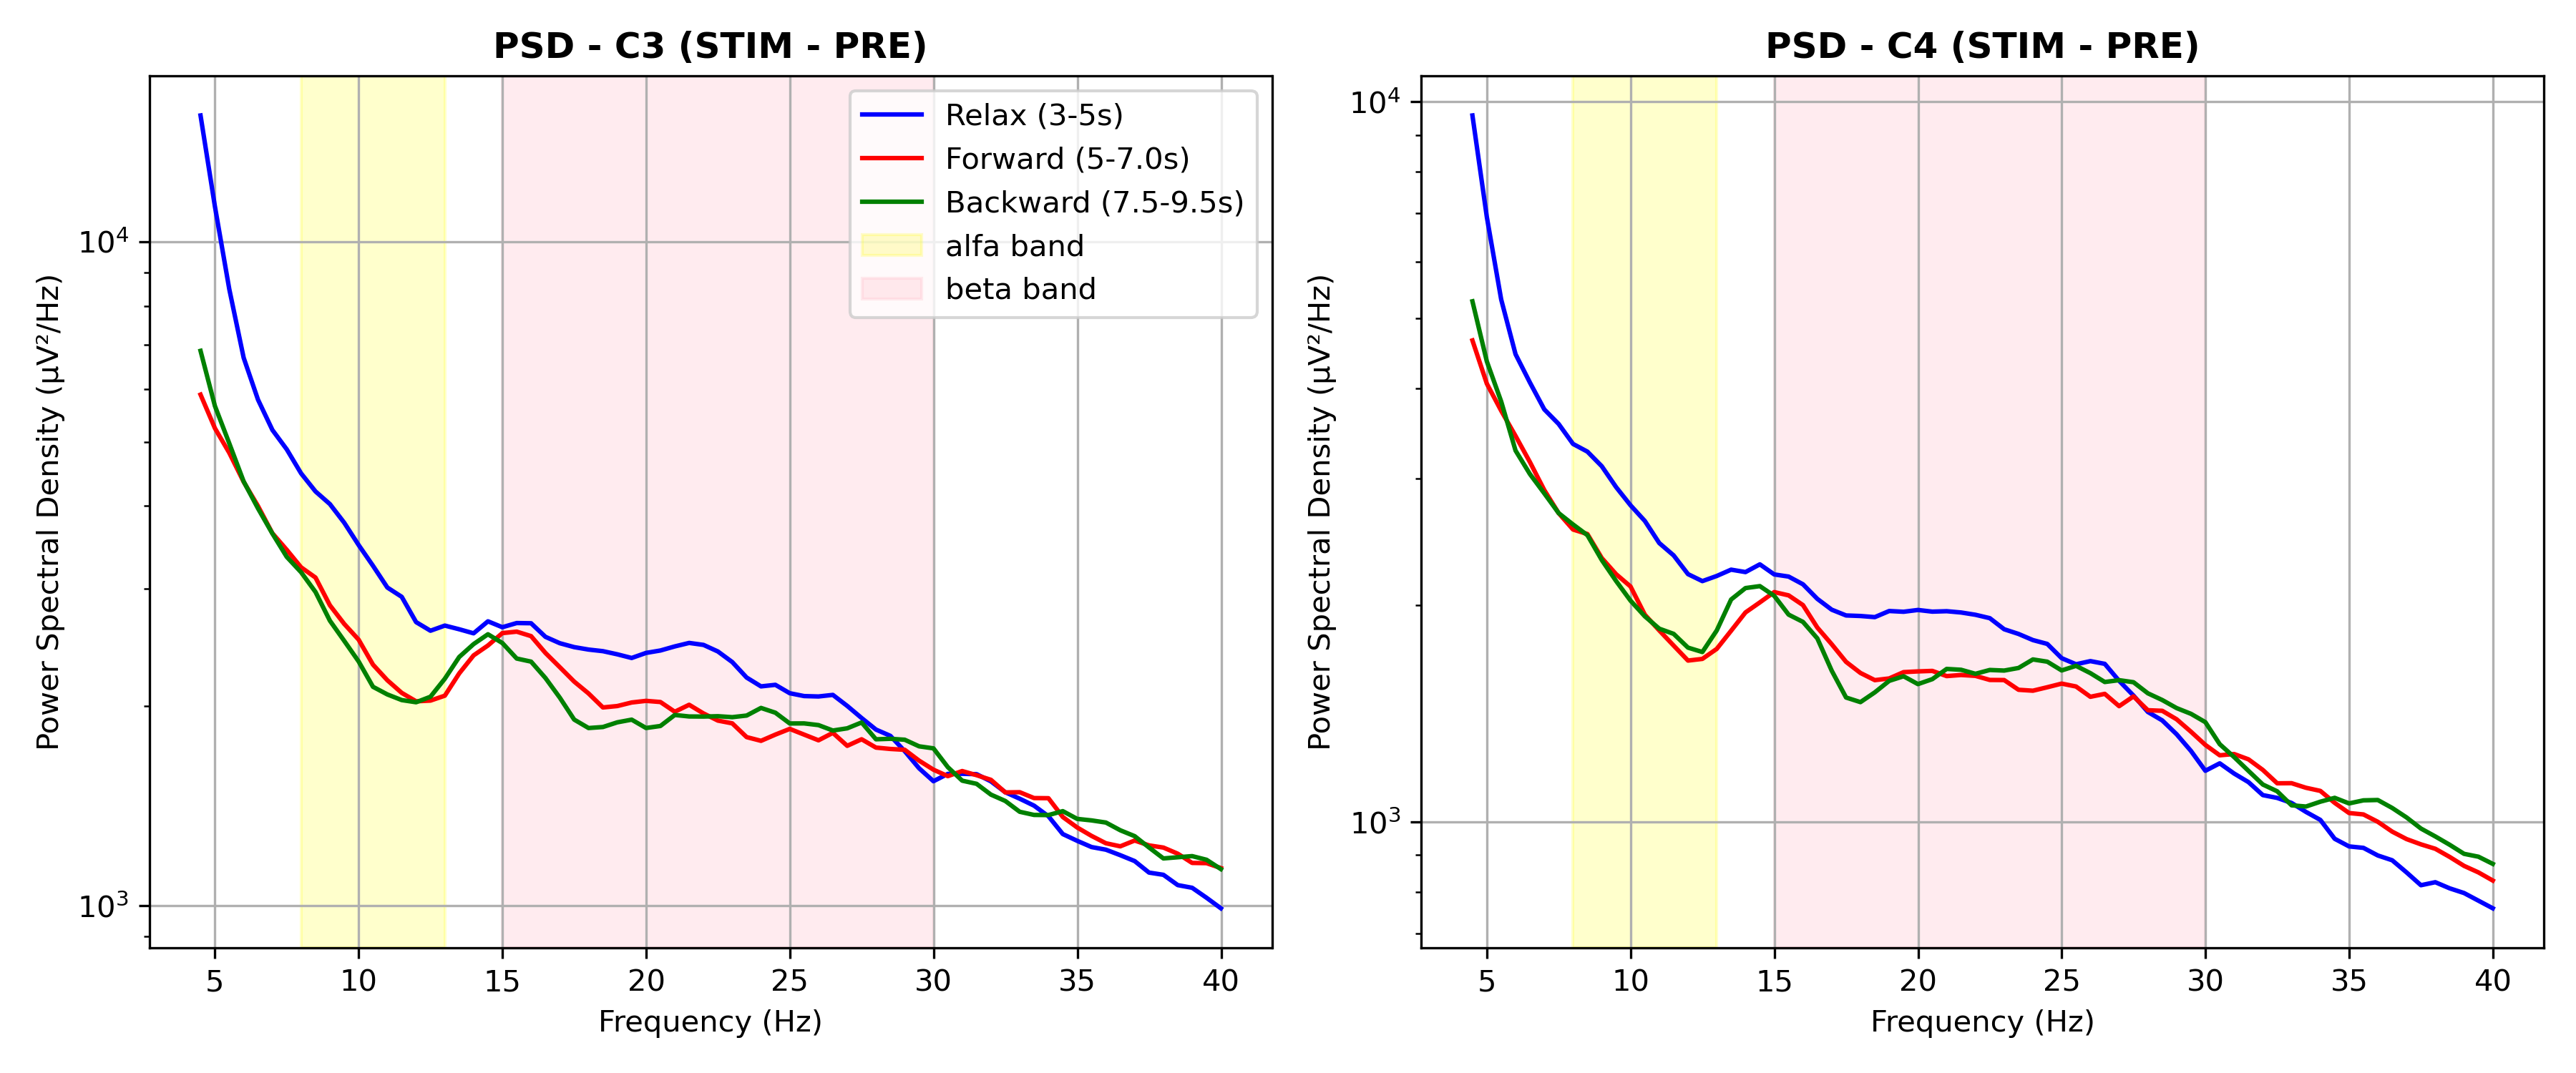 PSD - C3 (STIM - PRE)
Power Spectral Density (µV²/Hz)
10⁴
10³
5 10 15 20 25 30 35 40
Frequency (Hz)
Relax (3-5s)
Forward (5-7.0s)
Backward (7.5-9.5s)
alfa band
beta band
PSD - C4 (STIM - PRE)
Power Spectral Density (µV²/Hz)
10⁴
10³
5 10 15 20 25 30 35 40
Frequency (Hz)